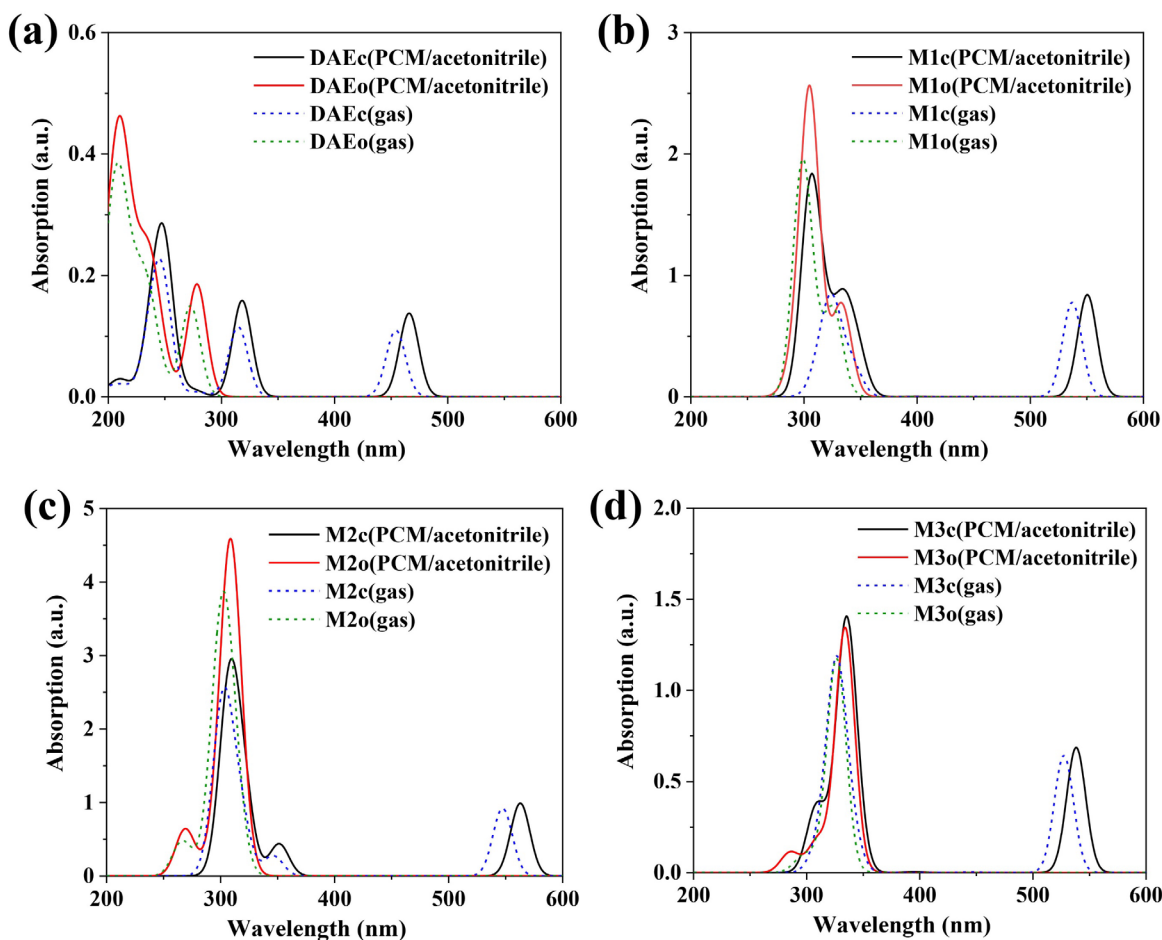 (a)
0.6
0.4
0.2
0.0
Absorption (a.u.)
DAEc(PCM/acetonitrile)
DAEo(PCM/acetonitrile)
DAEc(gas)
DAEo(gas)
200 300 400 500 600
Wavelength (nm)
(b)
3
2
1
0
Absorption (a.u.)
M1c(PCM/acetonitrile)
M1o(PCM/acetonitrile)
M1c(gas)
M1o(gas)
200 300 400 500 600
Wavelength (nm)
(c)
5
4
3
2
1
0
Absorption (a.u.)
M2c(PCM/acetonitrile)
M2o(PCM/acetonitrile)
M2c(gas)
M2o(gas)
200 300 400 500 600
Wavelength (nm)
(d)
2.0
1.5
1.0
0.5
0.0
Absorption (a.u.)
M3c(PCM/acetonitrile)
M3o(PCM/acetonitrile)
M3c(gas)
M3o(gas)
200 300 400 500 600
Wavelength (nm)